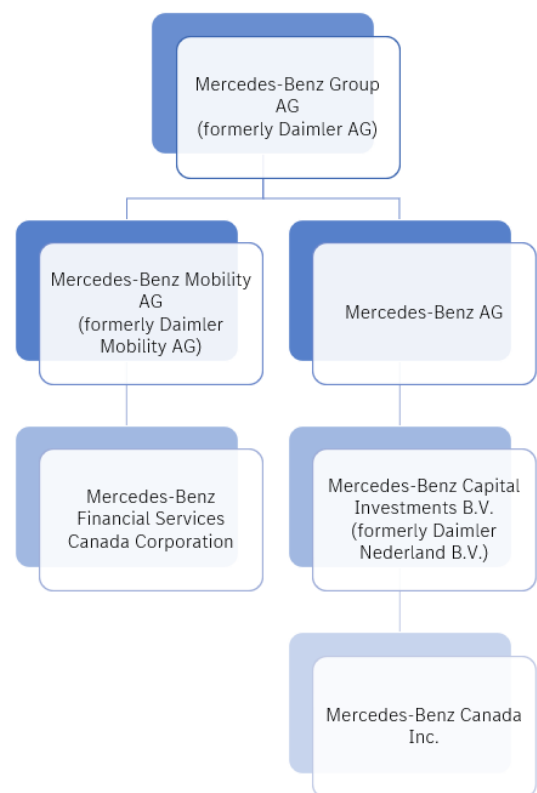 Mercedes-Benz Group
AG
(formerly Daimler AG)
Mercedes-Benz Mobility
AG
(formerly Daimler
Mobility AG)
Mercedes-Benz AG
Mercedes-Benz
Financial Services
Canada Corporation
Mercedes-Benz Capital
Investments B.V.
(formerly Daimler
Nederland B.V.)
Mercedes-Benz Canada
Inc.